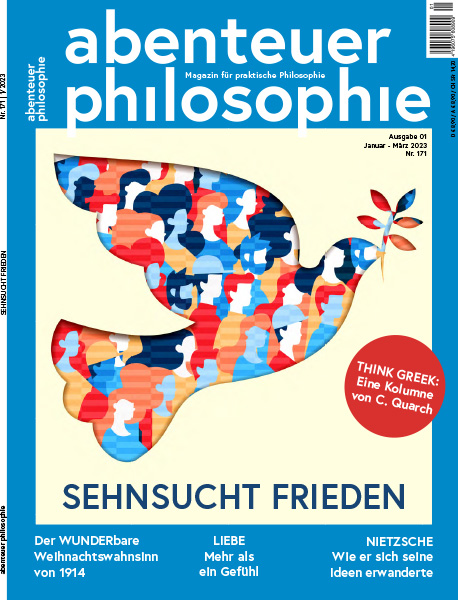 abenteuer
philosophie
Magazin für praktische Philosophie
abenteuer
philosophie
Nr. 171 | 1/2023
SEHNSUCHT FRIEDEN
abenteuer philosophie
Ausgabe 01
Januar - März 2023
Nr. 171
01
THINK GREEK:
Eine Kolumne
von C. Quarch
SEHNSUCHT FRIEDEN
Der WUNDERbare
Weihnachtswahnsinn
von 1914
LIEBE
Mehr als
ein Gefühl
NIETZSCHE
Wie er sich seine
Ideen erwanderte